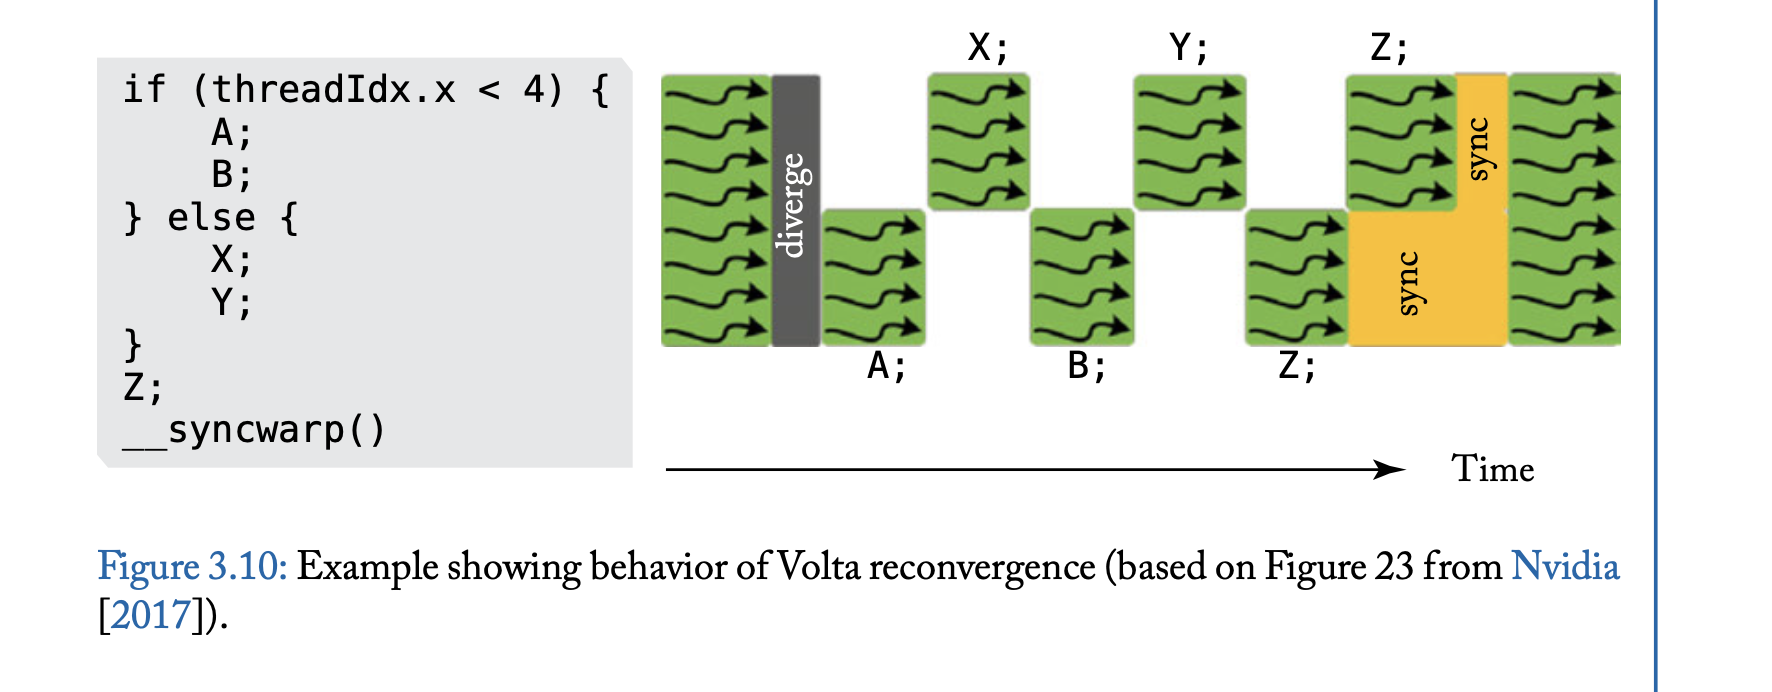 if (threadIdx.x < 4) {
    A;
    B;
} else {
    X;
    Y;
}
Z;
__syncwarp()
X;
Y;
Z;
diverge
sync
sync
A;
B;
Z;
Time
Figure 3.10: Example showing behavior of Volta reconvergence (based on Figure 23 from Nvidia
[2017]).